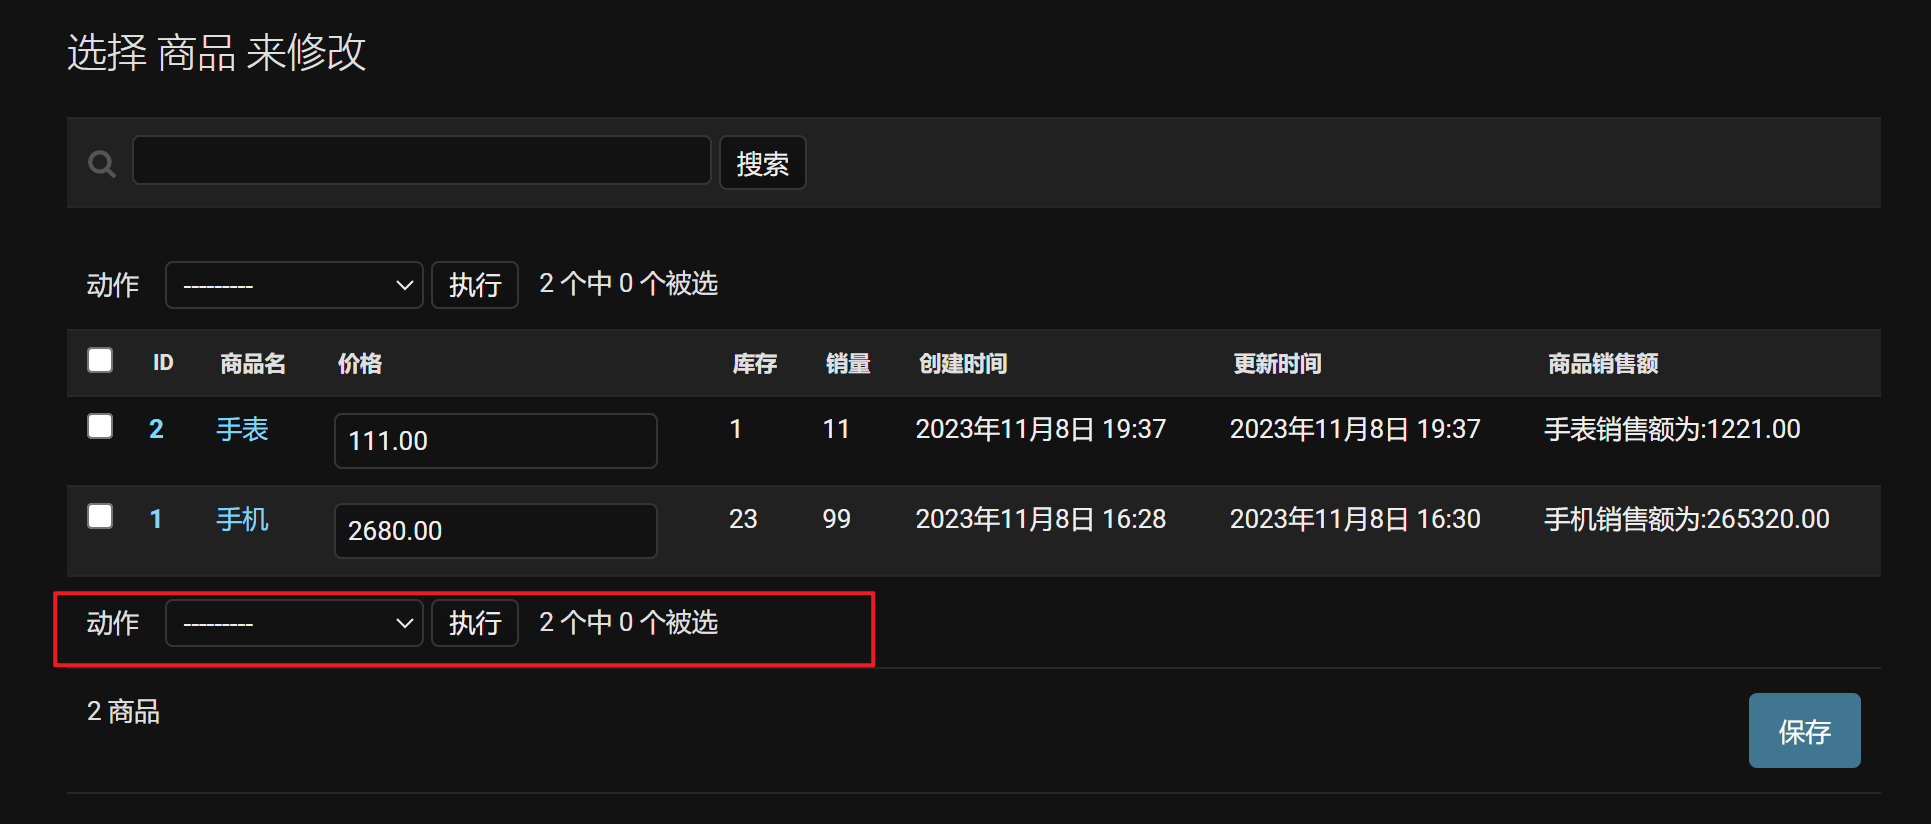 选择 商品 来修改
搜索
动作 --------- 执行 2 个中 0 个被选
ID 商品名 价格 库存 销量 创建时间 更新时间 商品销售额
2 手表 111.00 1 11 2023年11月8日 19:37 2023年11月8日 19:37 手表销售额为:1221.00
1 手机 2680.00 23 99 2023年11月8日 16:28 2023年11月8日 16:30 手机销售额为:265320.00
动作 --------- 执行 2 个中 0 个被选
2 商品
保存